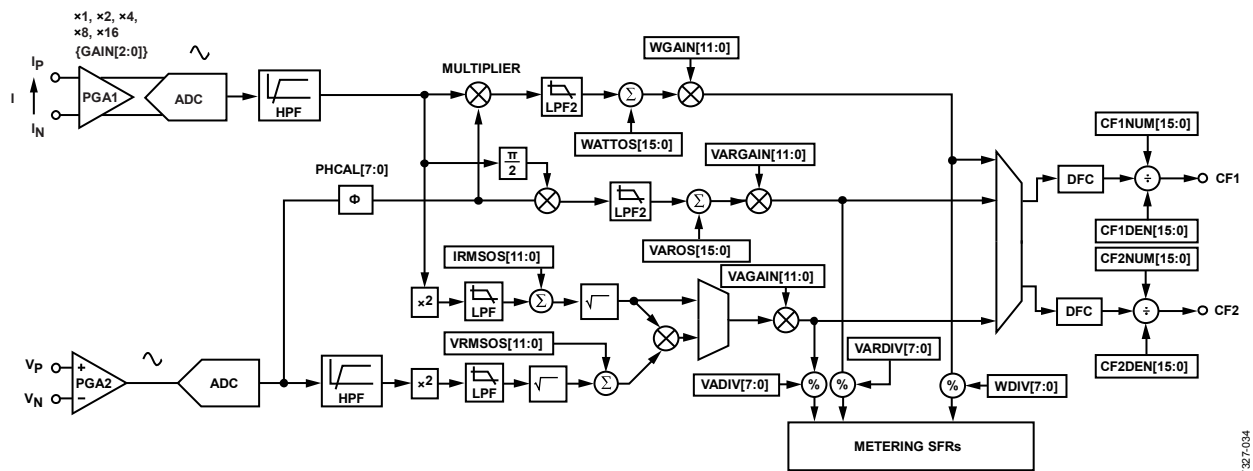 ×1, ×2, ×4,
×8, ×16
{GAIN[2:0]}
I
IP
IN
PGA1
ADC
HPF
MULTIPLIER
LPF2
Σ
WATTOS[15:0]
WGAIN[11:0]
PHCAL[7:0]
Φ
π
2
LPF2
Σ
VAROS[15:0]
VARGAIN[11:0]
IRMSOS[11:0]
×2
LPF
Σ
√
VAGAIN[11:0]
VRMSOS[11:0]
VP
VN
+
−
PGA2
ADC
HPF
×2
LPF
√
Σ
VADIV[7:0]
%
%
VARDIV[7:0]
%
WDIV[7:0]
METERING SFRs
CF1NUM[15:0]
DFC
÷
CF1
CF1DEN[15:0]
CF2NUM[15:0]
DFC
÷
CF2
CF2DEN[15:0]
327-034